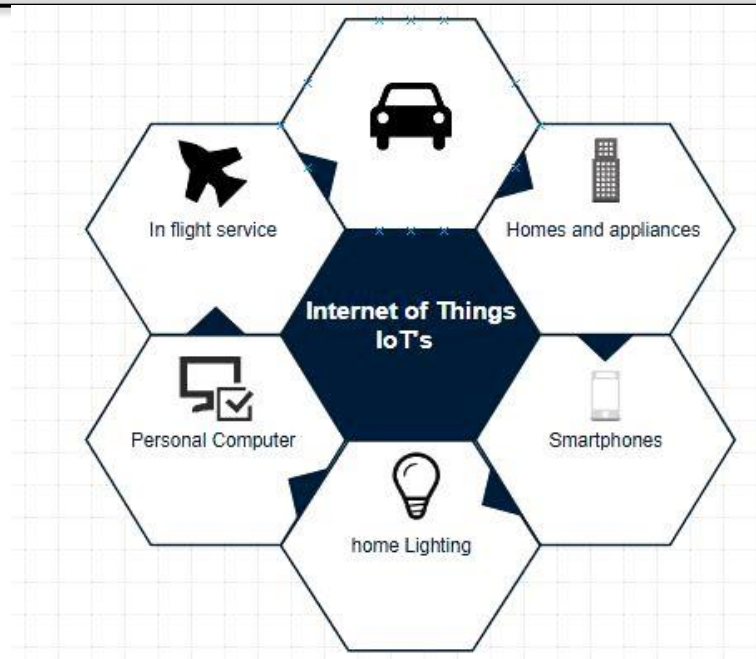 In flight service
Homes and appliances
Internet of Things
IoT's
Personal Computer
Smartphones
home Lighting